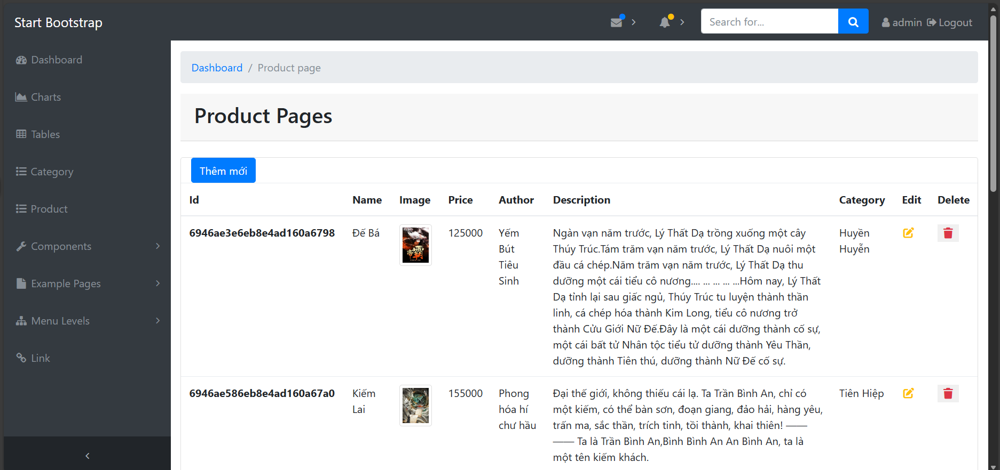 Start Bootstrap
Search for...
admin
Logout
Dashboard
Charts
Tables
Category
Product
Components
Example Pages
Menu Levels
Link
Dashboard / Product page
Product Pages
Thêm mới
Id Name Image Price Author Description Category Edit Delete
6946ae3e6eb8e4ad160a6798 Đế Bá 125000
Yếm
Bút
Tiêu
Sinh
Ngàn vạn năm trước, Lý Thất Dạ trồng xuống một cây
Thúy Trúc.Tám trăm vạn năm trước, Lý Thất Dạ nuôi một
đầu cá chép.Năm trăm vạn năm trước, Lý Thất Dạ thu
dưỡng một cái tiểu cô nương.... ... ... ... ...Hôm nay, Lý Thất
Dạ tỉnh lại sau giấc ngủ, Thúy Trúc tu luyện thành thần
linh, cá chép hóa thành Kim Long, tiểu cô nương trở
thành Cửu Giới Nữ Đế.Đây là một cái dưỡng thành cố sự,
một cái bất tử Nhân tộc tiểu tử dưỡng thành Yêu Thần,
dưỡng thành Tiên thú, dưỡng thành Nữ Đế cố sự.
Huyền
Huyễn
帝霸
6946ae586eb8e4ad160a67a0
Kiếm
Lai
155000
Phong
hóa hí
chư hầu
Đại thế giới, không thiếu cái lạ. Ta Trần Bình An, chỉ có
một kiếm, có thể bàn sơn, đoạn giang, đảo hải, hàng yêu,
trấn ma, sắc thần, trích tinh, tồi thành, khai thiên! ——
—— Ta là Trần Bình An,Bình Bình An An Bình An, ta là
một tên kiếm khách.
Tiên Hiệp